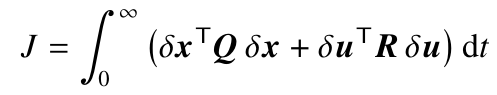 J = ∫₀^∞ (δx⊤Q δx + δu⊤R δu) dt